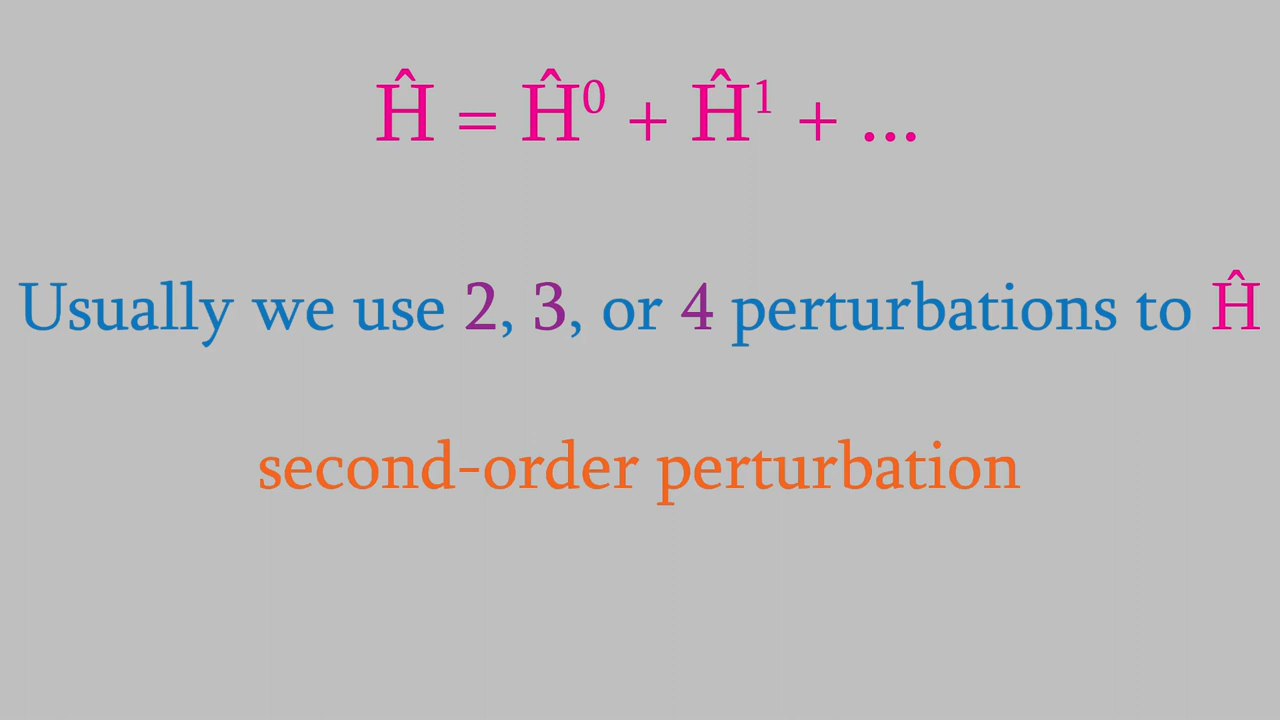 Ĥ = Ĥ⁰ + Ĥ¹ + ...
Usually we use 2, 3, or 4 perturbations to Ĥ
second-order perturbation